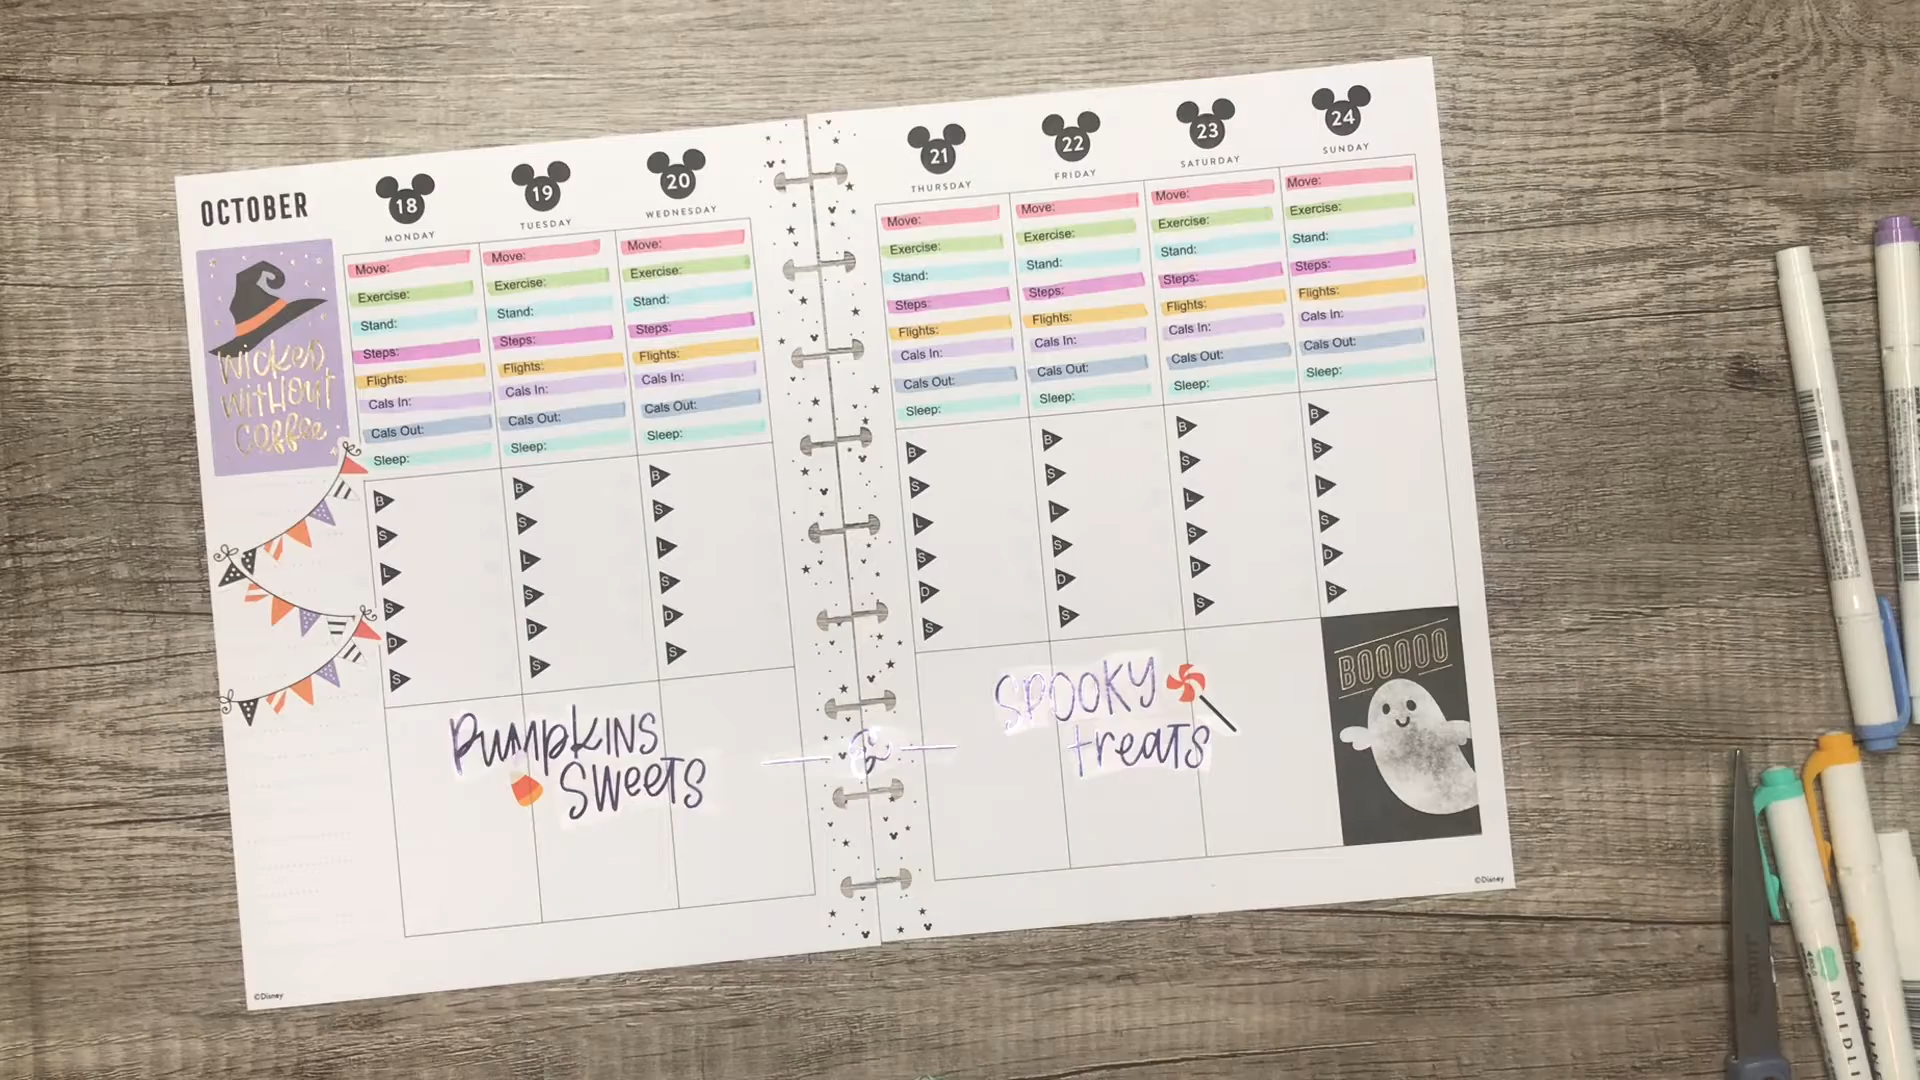 OCTOBER
18
MONDAY
19
TUESDAY
20
WEDNESDAY
21
THURSDAY
22
FRIDAY
23
SATURDAY
24
SUNDAY
WICKED
WITHOUT
COFFEE
Move:
Exercise:
Stand:
Steps:
Flights:
Cals In:
Cals Out:
Sleep:
B
S
L
S
D
S
Move:
Exercise:
Stand:
Steps:
Flights:
Cals In:
Cals Out:
Sleep:
B
S
L
S
D
S
Move:
Exercise:
Stand:
Steps:
Flights:
Cals In:
Cals Out:
Sleep:
B
S
L
S
D
S
Move:
Exercise:
Stand:
Steps:
Flights:
Cals In:
Cals Out:
Sleep:
B
S
L
S
D
S
Move:
Exercise:
Stand:
Steps:
Flights:
Cals In:
Cals Out:
Sleep:
B
S
L
S
D
S
Move:
Exercise:
Stand:
Steps:
Flights:
Cals In:
Cals Out:
Sleep:
B
S
L
S
D
S
Move:
Exercise:
Stand:
Steps:
Flights:
Cals In:
Cals Out:
Sleep:
B
S
L
S
D
S
PUMPKINS
SWEETS
&
SPOOKY
treats
BOOOOO
©Disney
©Disney
MILDLI